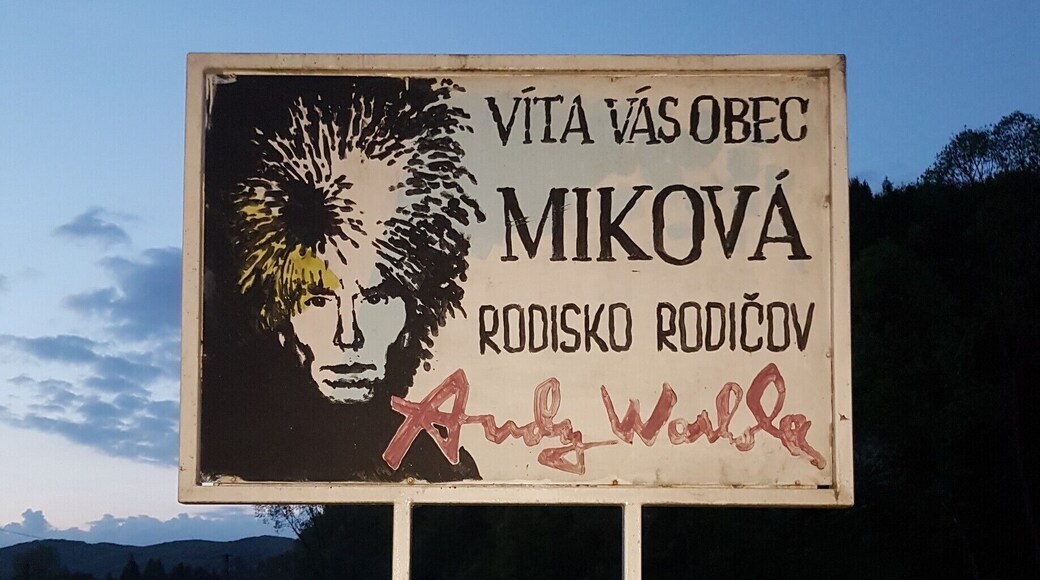 VÍTA VÁS OBEC
MIKOVÁ
RODISKO RODIČOV
Andy Warhola